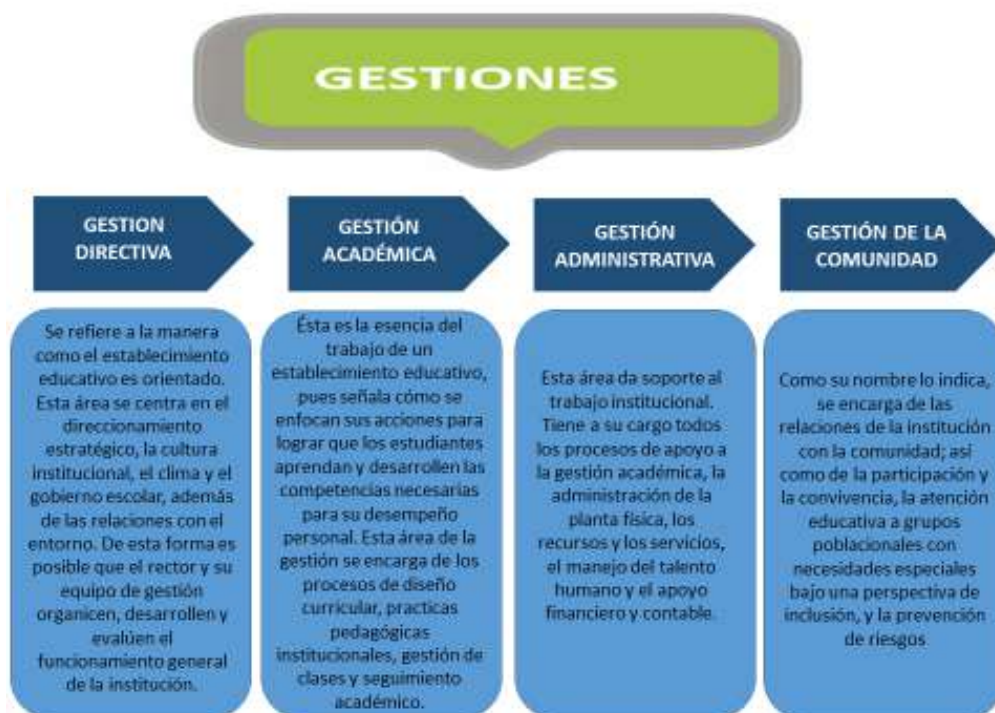 GESTIONES
GESTION
DIRECTIVA
Se refiere a la manera
como el establecimiento
educativo es orientado.
Esta área se centra en el
direccionamiento
estratégico, la cultura
institucional, el clima y el
gobierno escolar, además
de las relaciones con el
entorno. De esta forma es
posible que el rector y su
equipo de gestión
organicen, desarrollen y
evalúen el
funcionamiento general
de la institución.
GESTIÓN
ACADÉMICA
Ésta es la esencia del
trabajo de un
establecimiento educativo,
pues señala cómo se
enfocan sus acciones para
lograr que los estudiantes
aprendan y desarrollen las
competencias necesarias
para su desempeño
personal. Esta área de la
gestión se encarga de los
procesos de diseño
curricular, practicas
pedagógicas
institucionales, gestión de
clases y seguimiento
académico.
GESTIÓN
ADMINISTRATIVA
Esta área da soporte al
trabajo institucional.
Tiene a su cargo todos
los procesos de apoyo a
la gestión académica, la
administración de la
planta física, los
recursos y los servicios,
el manejo del talento
humano y el apoyo
financiero y contable.
GESTIÓN DE LA
COMUNIDAD
Como su nombre lo indica,
se encarga de las
relaciones de la institución
con la comunidad; así
como de la participación y
la convivencia, la atención
educativa a grupos
poblacionales con
necesidades especiales
bajo una perspectiva de
inclusión, y la prevención
de riesgos